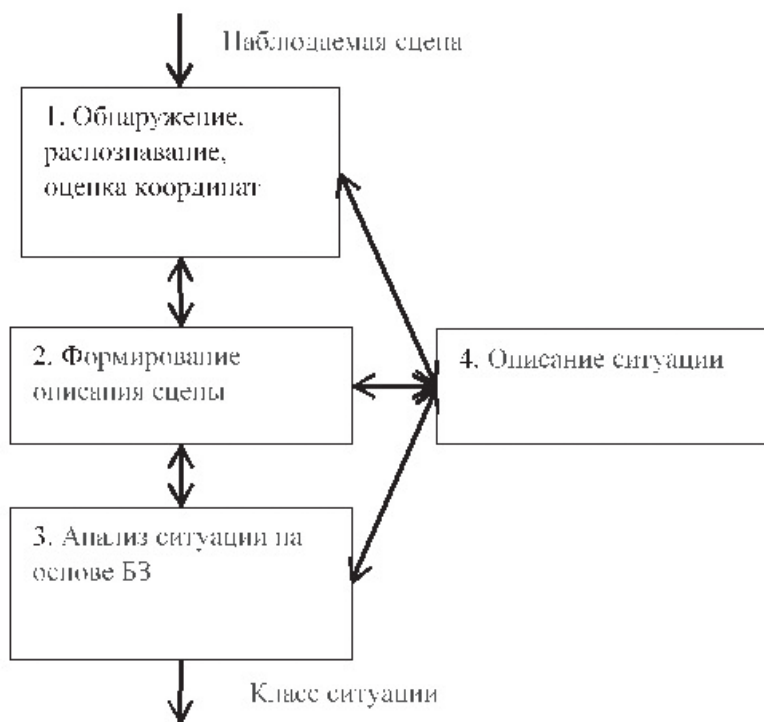 Наблюдаемая сцена
1. Обнаружение,
распознавание,
оценка координат
2. Формирование
описания сцены
4. Описание ситуации
3. Анализ ситуации на
основе БЗ
Класс ситуации